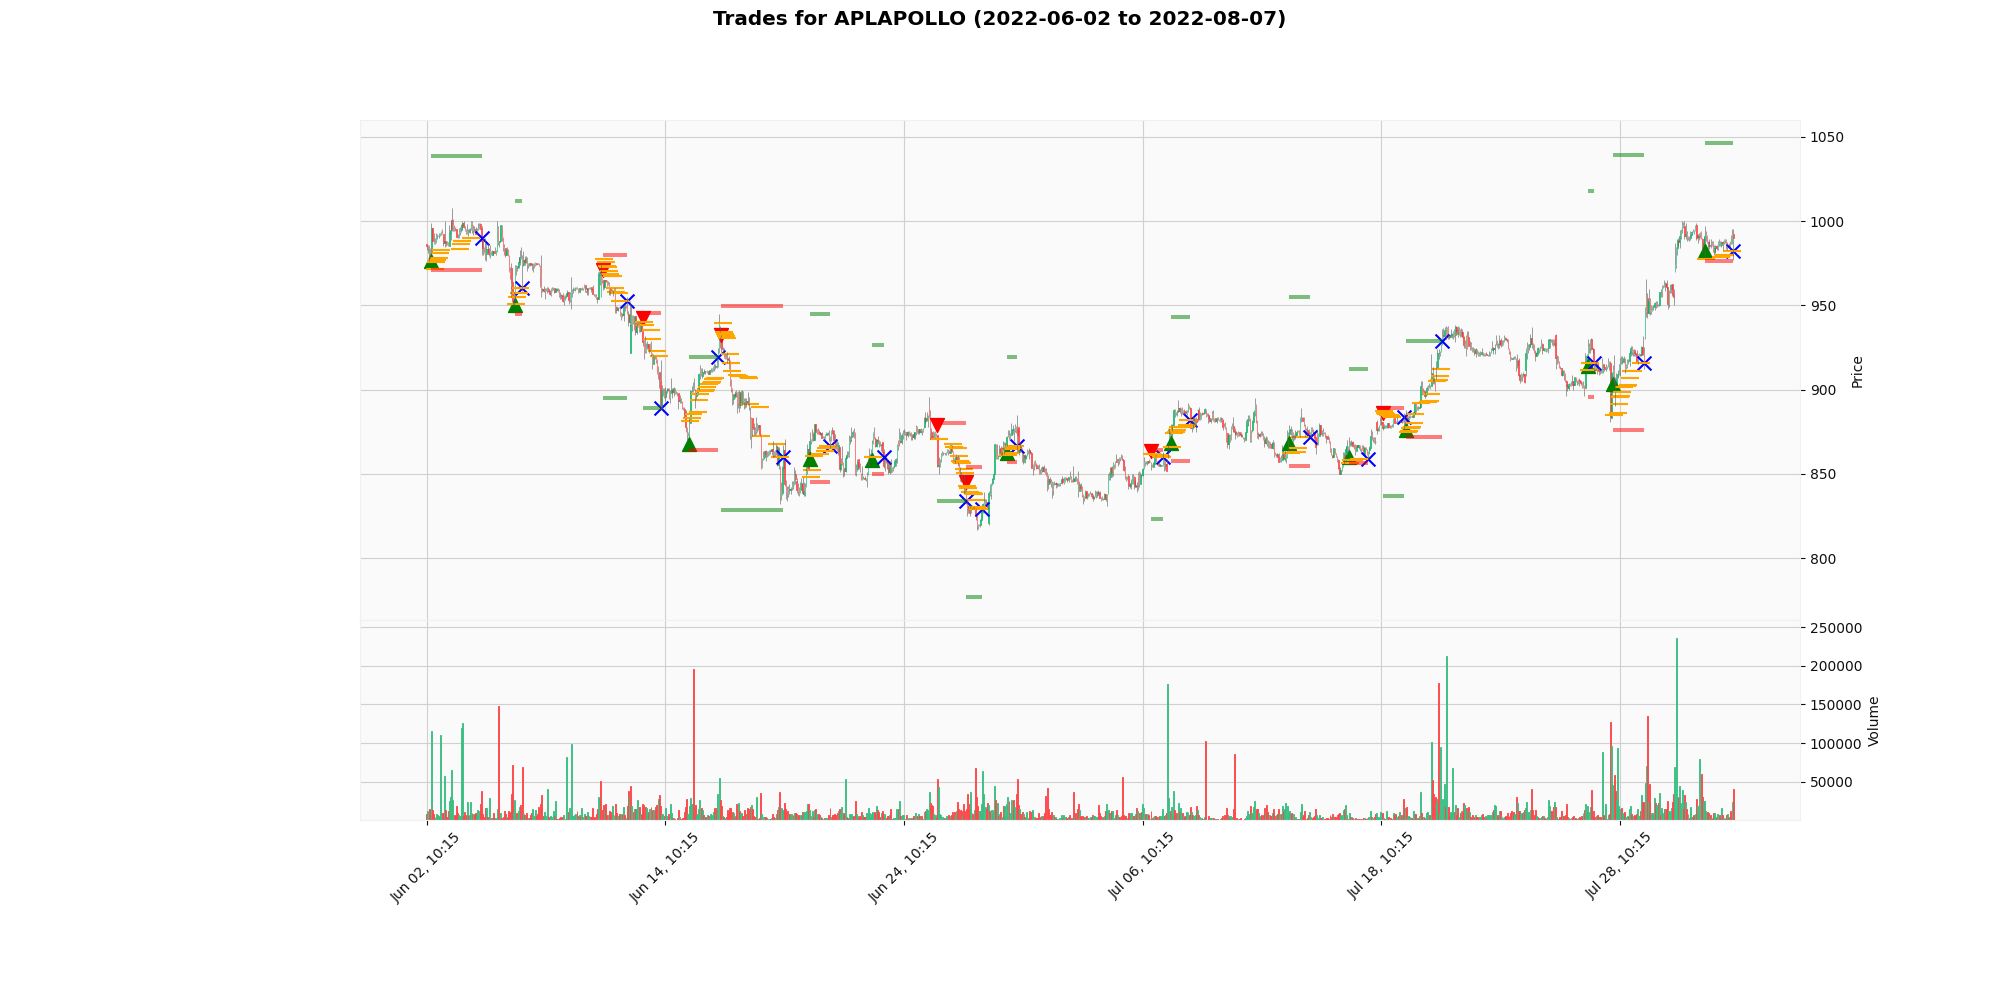 Trades for APLAPOLLO (2022-06-02 to 2022-08-07)
1050
1000
950
900
850
800
Price
250000
200000
150000
100000
50000
Volume
Jun 02, 10:15
Jun 14, 10:15
Jun 24, 10:15
Jul 06, 10:15
Jul 18, 10:15
Jul 28, 10:15